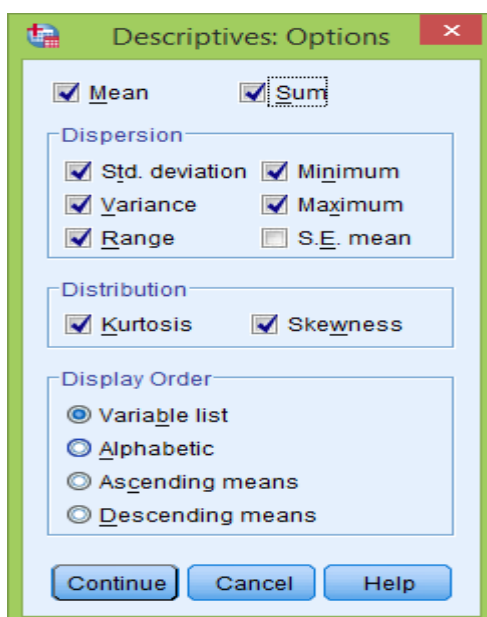 Descriptives: Options
Mean Sum
Dispersion
Std. deviation Minimum
Variance Maximum
Range S.E. mean
Distribution
Kurtosis Skewness
Display Order
Variable list
Alphabetic
Ascending means
Descending means
Continue Cancel Help